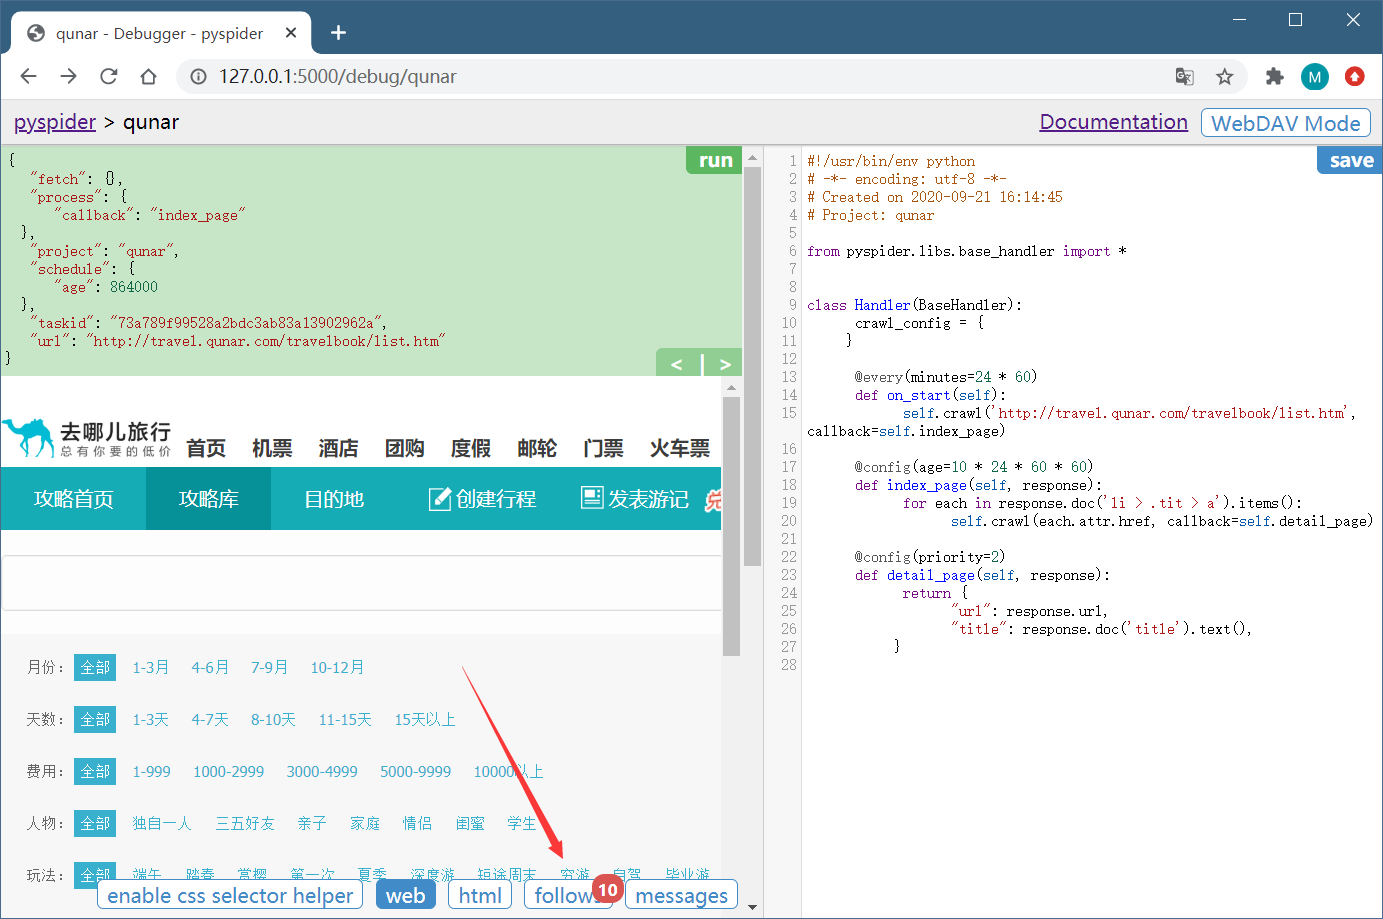 qunar - Debugger - pyspider
127.0.0.1:5000/debug/qunar
M
pyspider > qunar
Documentation
WebDAV Mode
run
{
"fetch": {},
"process": {
"callback": "index_page"
},
"project": "qunar",
"schedule": {
"age": 864000
},
"taskid": "73a789f99528a2bdc3ab83a13902962a",
"url": "http://travel.qunar.com/travelbook/list.htm"
}
< | >
去哪儿旅行
总有你要的低价
首页 机票 酒店 团购 度假 邮轮 门票 火车票
攻略首页 攻略库 目的地 创建行程 发表游记
月份： 全部 1-3月 4-6月 7-9月 10-12月
天数： 全部 1-3天 4-7天 8-10天 11-15天 15天以上
费用： 全部 1-999 1000-2999 3000-4999 5000-9999 10000以上
人物： 全部 独自一人 三五好友 亲子 家庭 情侣 闺蜜 学生
玩法： 全部 端午 踏春 赏樱 第一次 夏季 深度游 短途周末 穷游 自驾 毕业游
enable css selector helper web html follows 10 messages
save
1 #!/usr/bin/env python
2 # -*- encoding: utf-8 -*-
3 # Created on 2020-09-21 16:14:45
4 # Project: qunar
5
6 from pyspider.libs.base_handler import *
7
8
9 class Handler(BaseHandler):
10 crawl_config = {
11 }
12
13 @every(minutes=24 * 60)
14 def on_start(self):
15 self.crawl('http://travel.qunar.com/travelbook/list.htm',
callback=self.index_page)
16
17 @config(age=10 * 24 * 60 * 60)
18 def index_page(self, response):
19 for each in response.doc('li > .tit > a').items():
20 self.crawl(each.attr.href, callback=self.detail_page)
21
22 @config(priority=2)
23 def detail_page(self, response):
24 return {
25 "url": response.url,
26 "title": response.doc('title').text(),
27 }
28